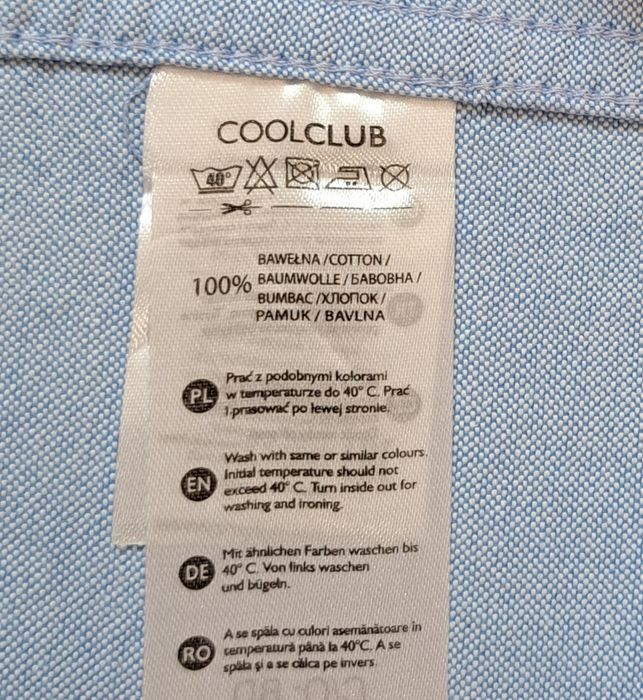 COOLCLUB
40°
BAWEŁNA /COTTON /
100% BAUMWOLLE / БАВОВНА /
BUMBAC /ХЛОПОК /
PAMUK / BAVLNA
Prać z podobnymi kolorami
PL w temperaturze do 40° C. Prać
i prasować po lewej stronie.
Wash with same or similar colours.
Initial temperature should not
EN exceed 40° C. Turn inside out for
washing and ironing.
Mit ähnlichen Farben waschen bis
DE 40° C. Von links waschen
und bügeln.
A se spăla cu culori asemănătoare în
RO temperatură până la 40°C. A se
spăla și a se călca pe invers.